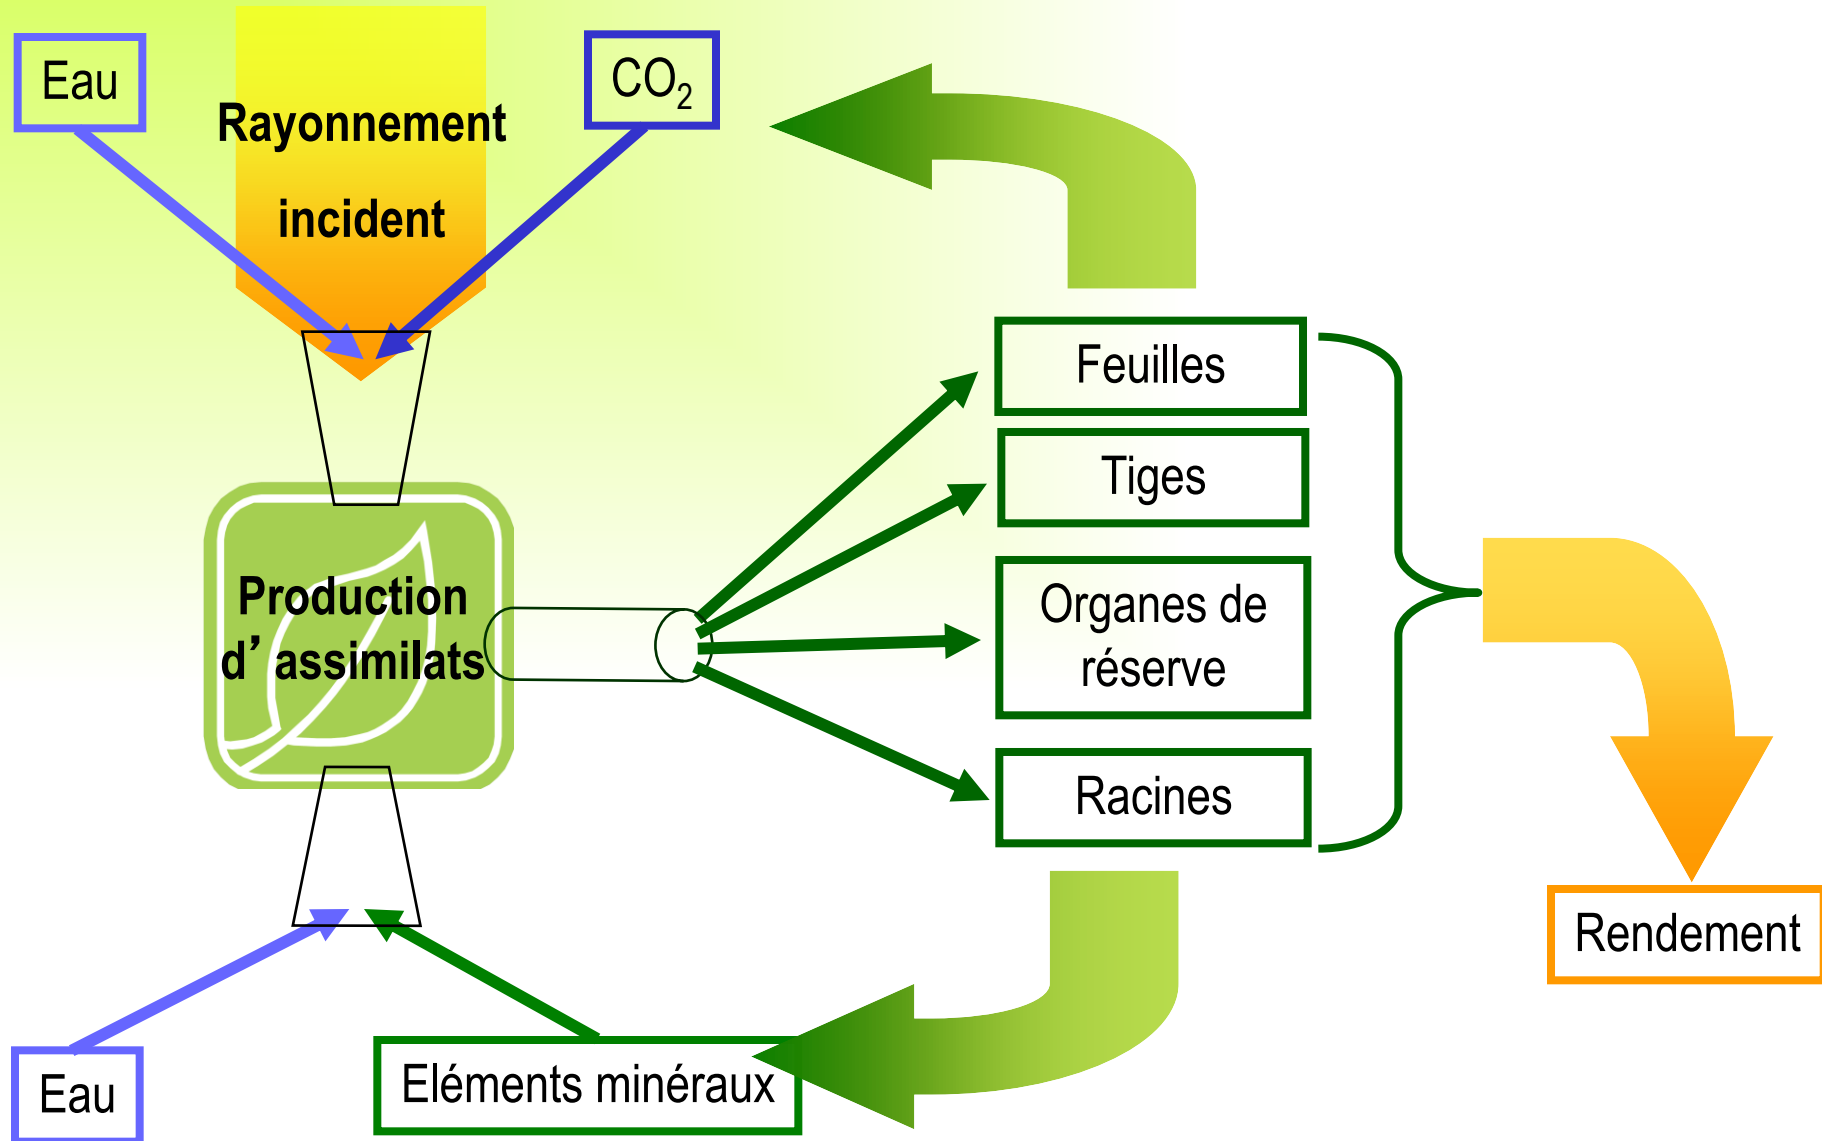 Eau
CO₂
Rayonnement
incident
Feuilles
Tiges
Production
d’ assimilats
Organes de
réserve
Racines
Rendement
Eau
Eléments minéraux